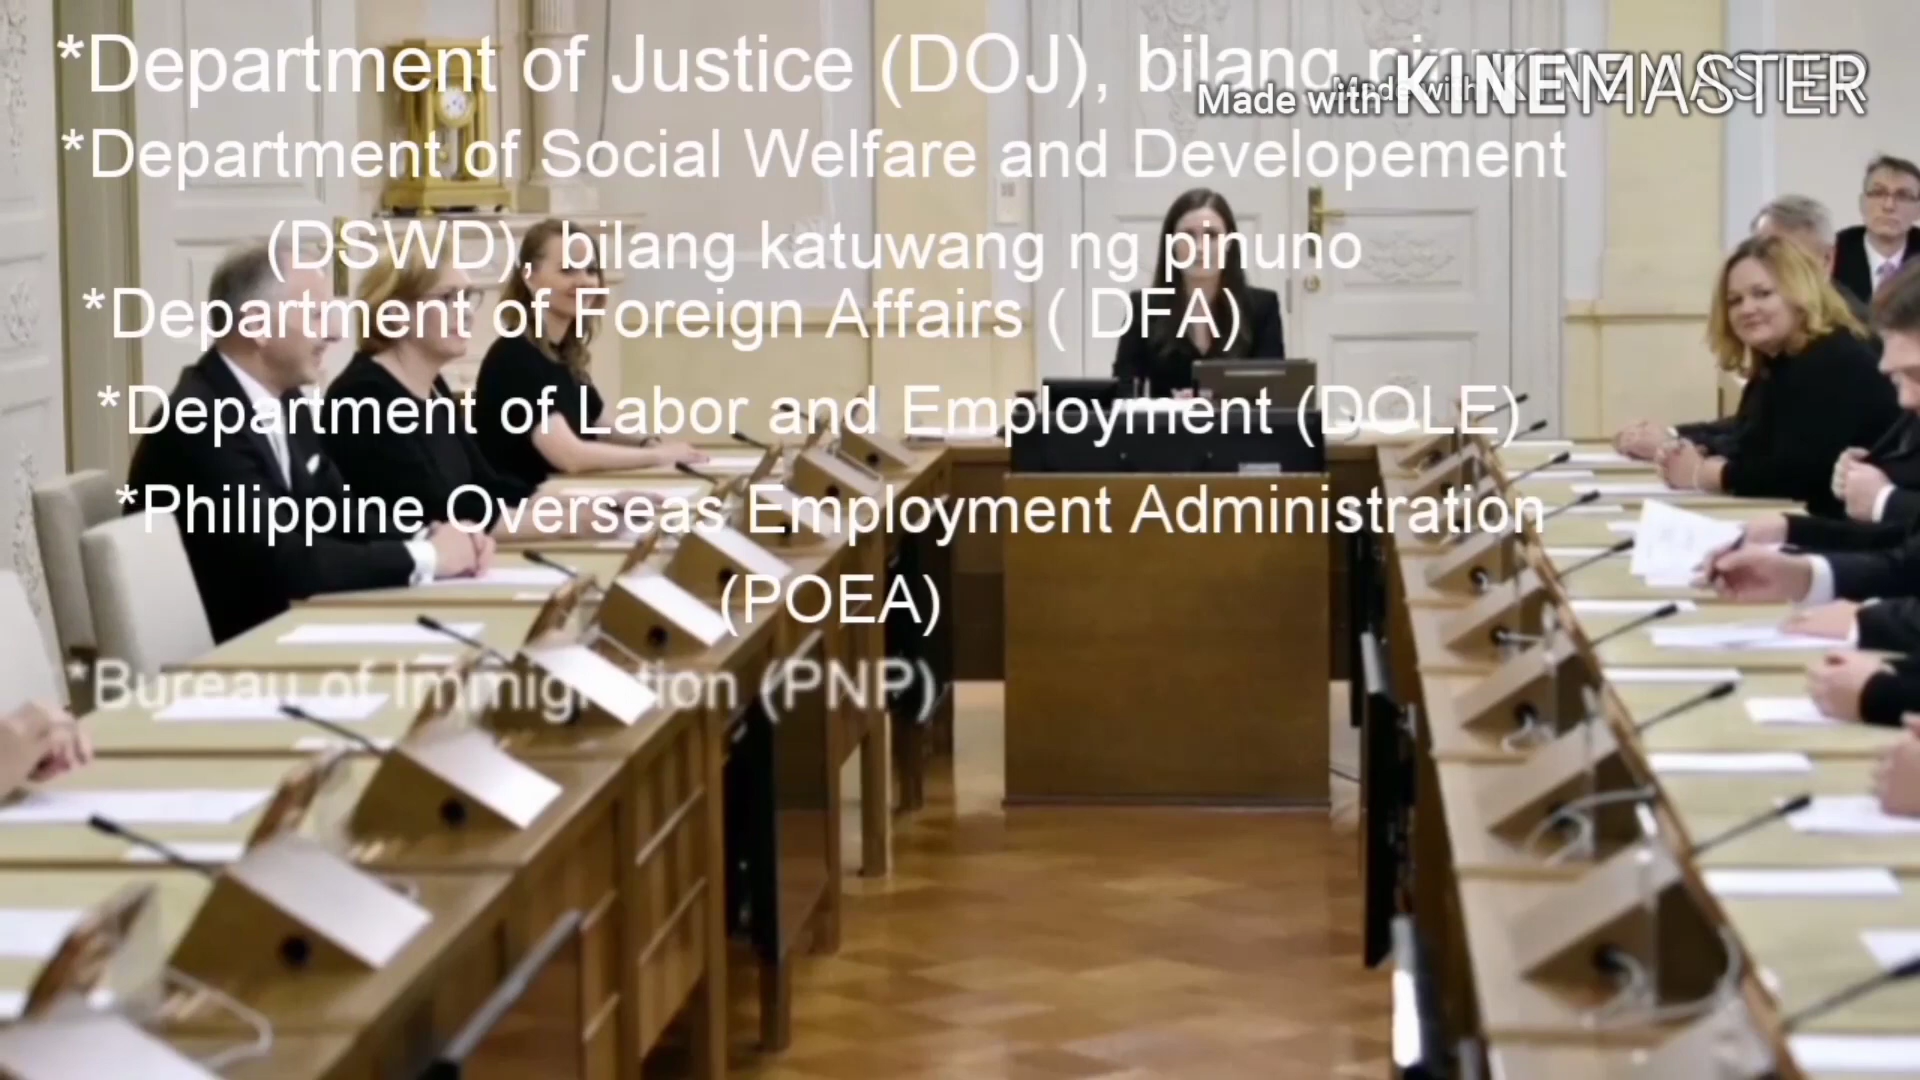 *Department of Justice (DOJ), bilang
Made with KINEMASTER
*Department of Social Welfare and Developement
(DSWD), bilang katuwang ng pinuno
*Department of Foreign Affairs ( DFA)
*Department of Labor and Employment (DOLE)
*Philippine Overseas Employment Administration
(POEA)
*Bureau of Immigration (PNP)